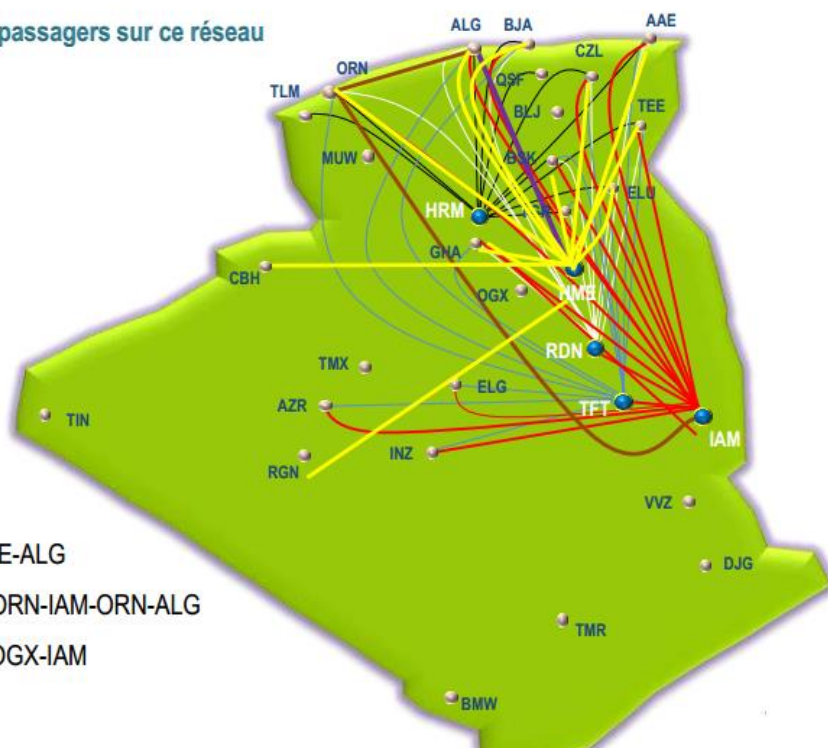 passagers sur ce réseau
ALG
BJA
AAE
CZL
ORN
QSF
TLM
TEE
BLJ
MUW
BSK
ELU
HRM
GHA
CBH
HME
OGX
RDN
TMX
ELG
AZR
TFT
TIN
IAM
INZ
RGN
VVZ
E-ALG
DJG
ORN-IAM-ORN-ALG
TMR
OGX-IAM
BMW